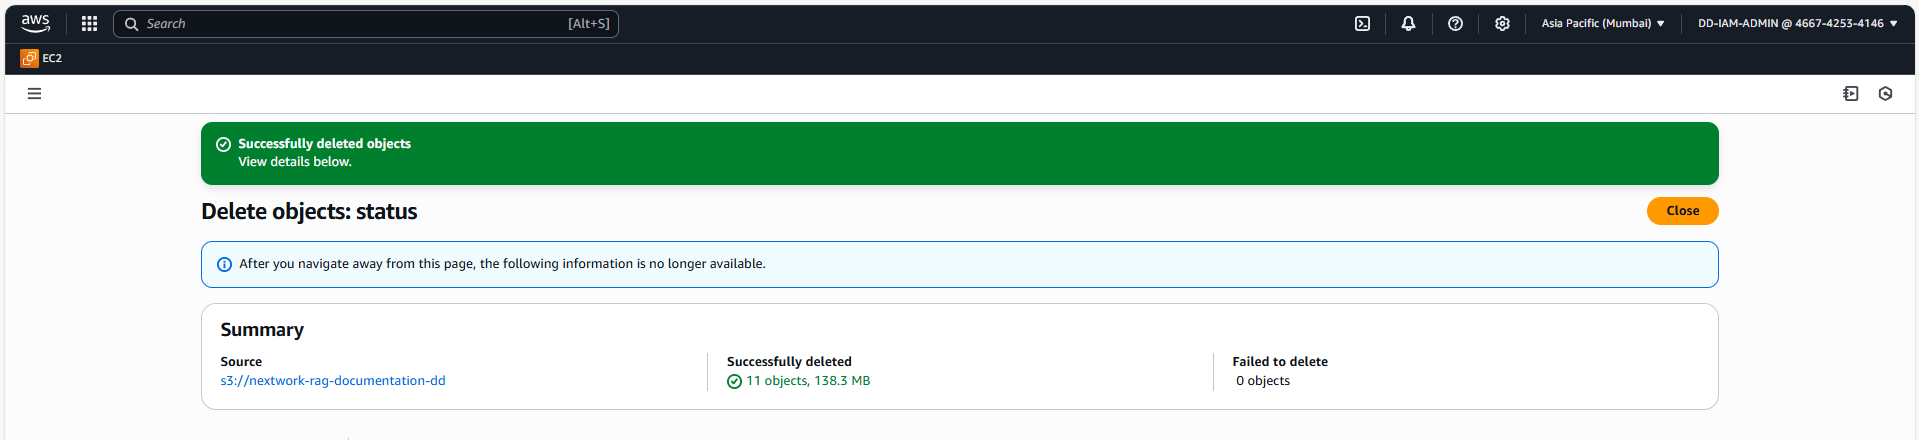 aws
Search
[Alt+S]
Asia Pacific (Mumbai)
DD-IAM-ADMIN @ 4667-4253-4146
EC2
Successfully deleted objects
View details below.
Delete objects: status
Close
After you navigate away from this page, the following information is no longer available.
Summary
Source
s3://nextwork-rag-documentation-dd
Successfully deleted
11 objects, 138.3 MB
Failed to delete
0 objects